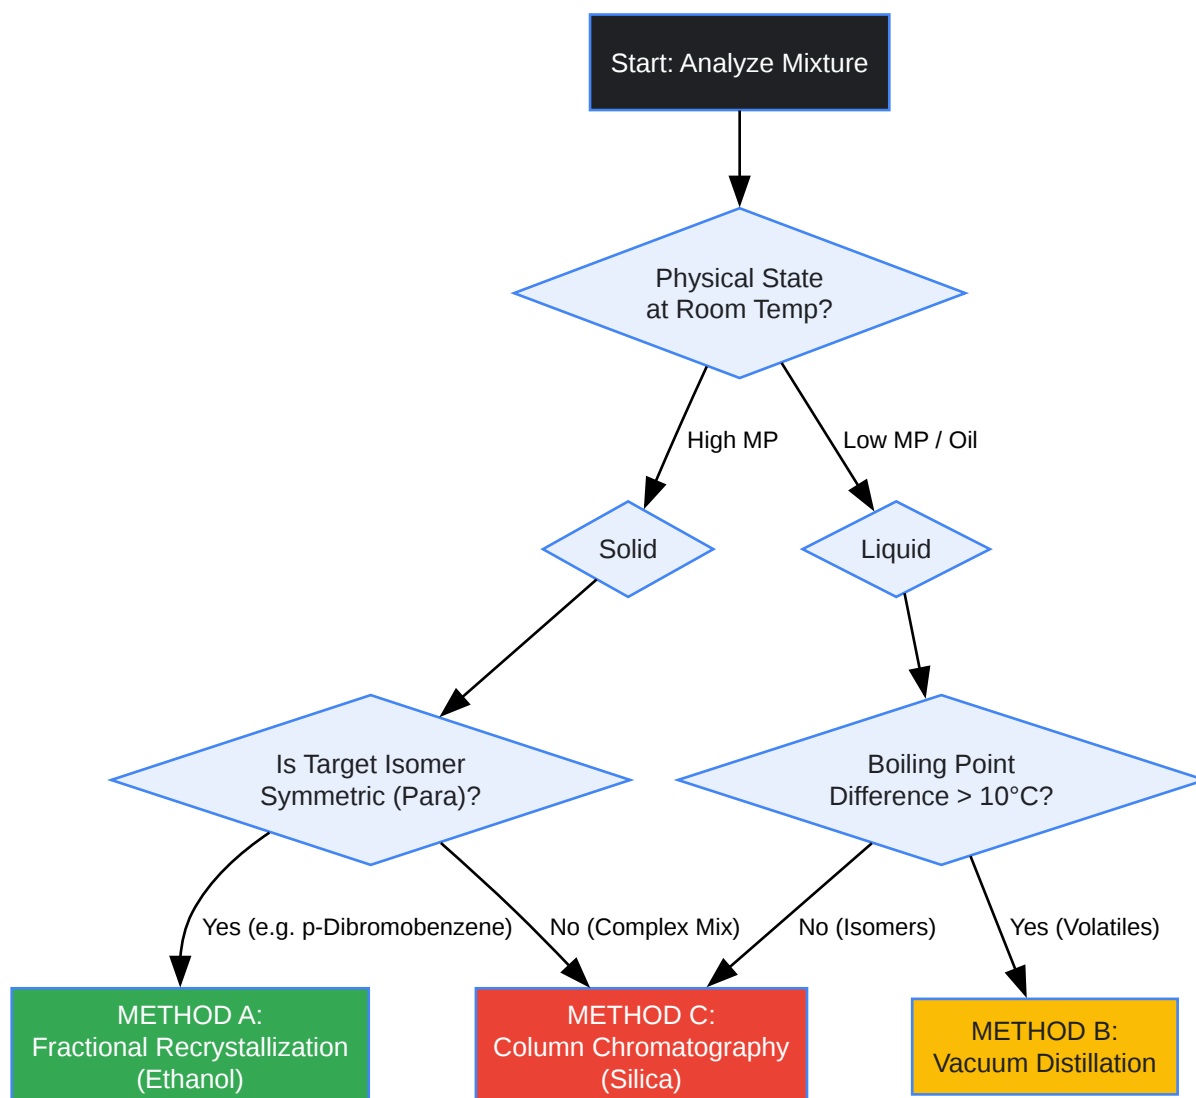 Start: Analyze Mixture
Physical State
at Room Temp?
High MP
Low MP / Oil
Solid
Liquid
Is Target Isomer
Symmetric (Para)?
Boiling Point
Difference > 10°C?
Yes (e.g. p-Dibromobenzene)
No (Complex Mix)
No (Isomers)
Yes (Volatiles)
METHOD A:
Fractional Recrystallization
(Ethanol)
METHOD C:
Column Chromatography
(Silica)
METHOD B:
Vacuum Distillation